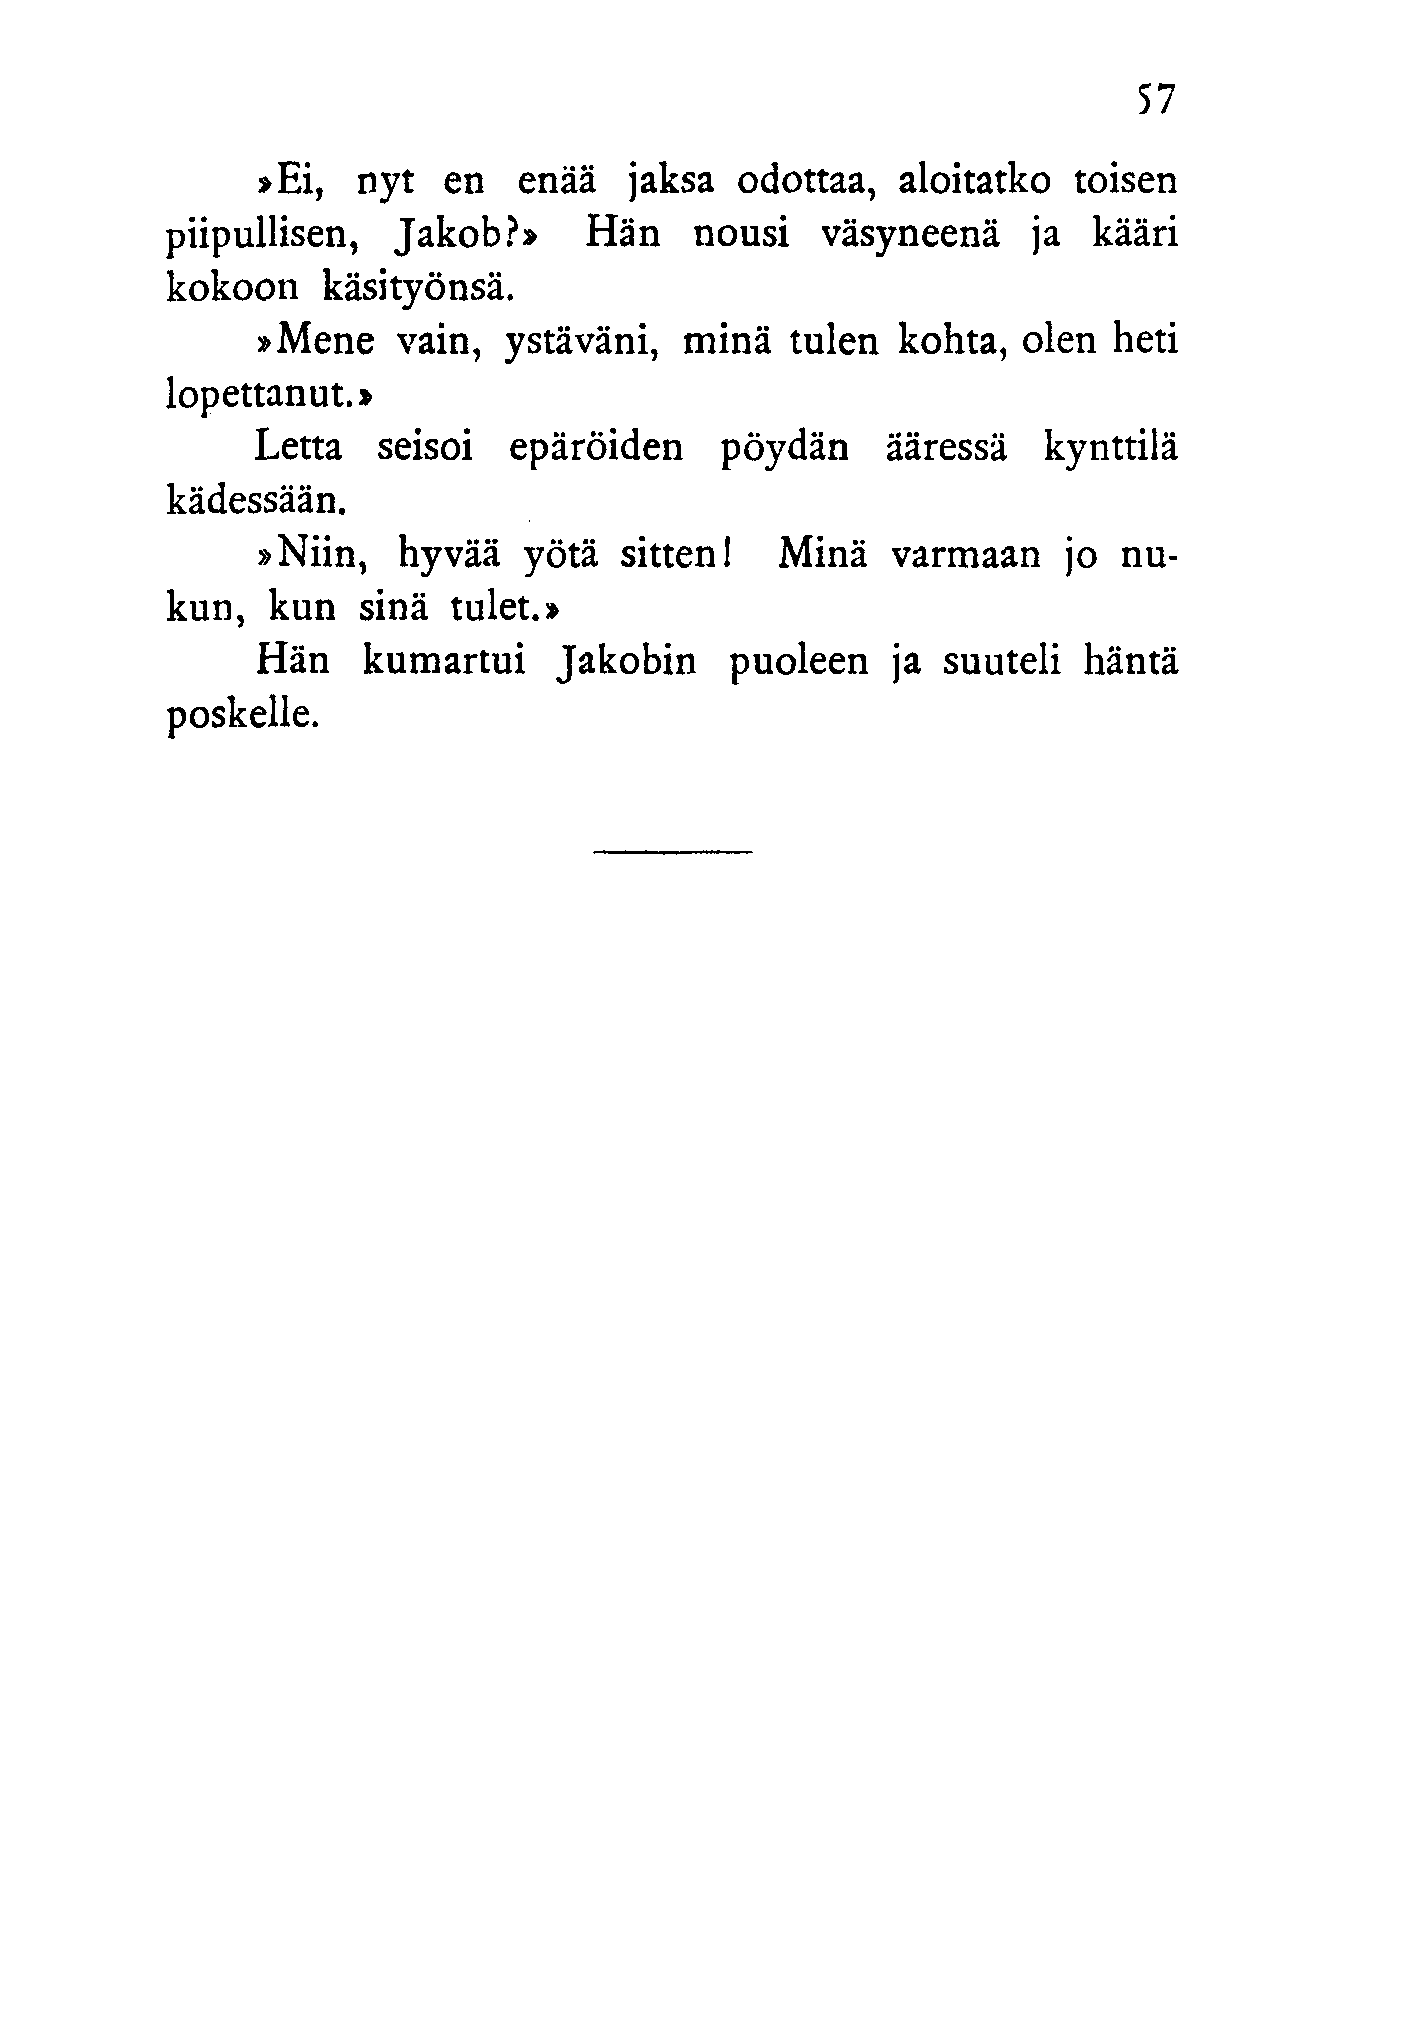 57
»Ei, nyt en enää jaksa odottaa, aloitatko toisen
piipullisen, Jakob?» Hän nousi väsyneenä ja kääri
kokoon käsityönsä.
»Mene vain, ystäväni, minä tulen kohta, olen heti
lopettanut.»
Letta seisoi epäröiden pöydän ääressä kynttilä
kädessään.
»Niin, hyvää yötä sitten! Minä varmaan jo nu-
kun, kun sinä tulet.»
Hän kumartui Jakobin puoleen ja suuteli häntä
poskelle.